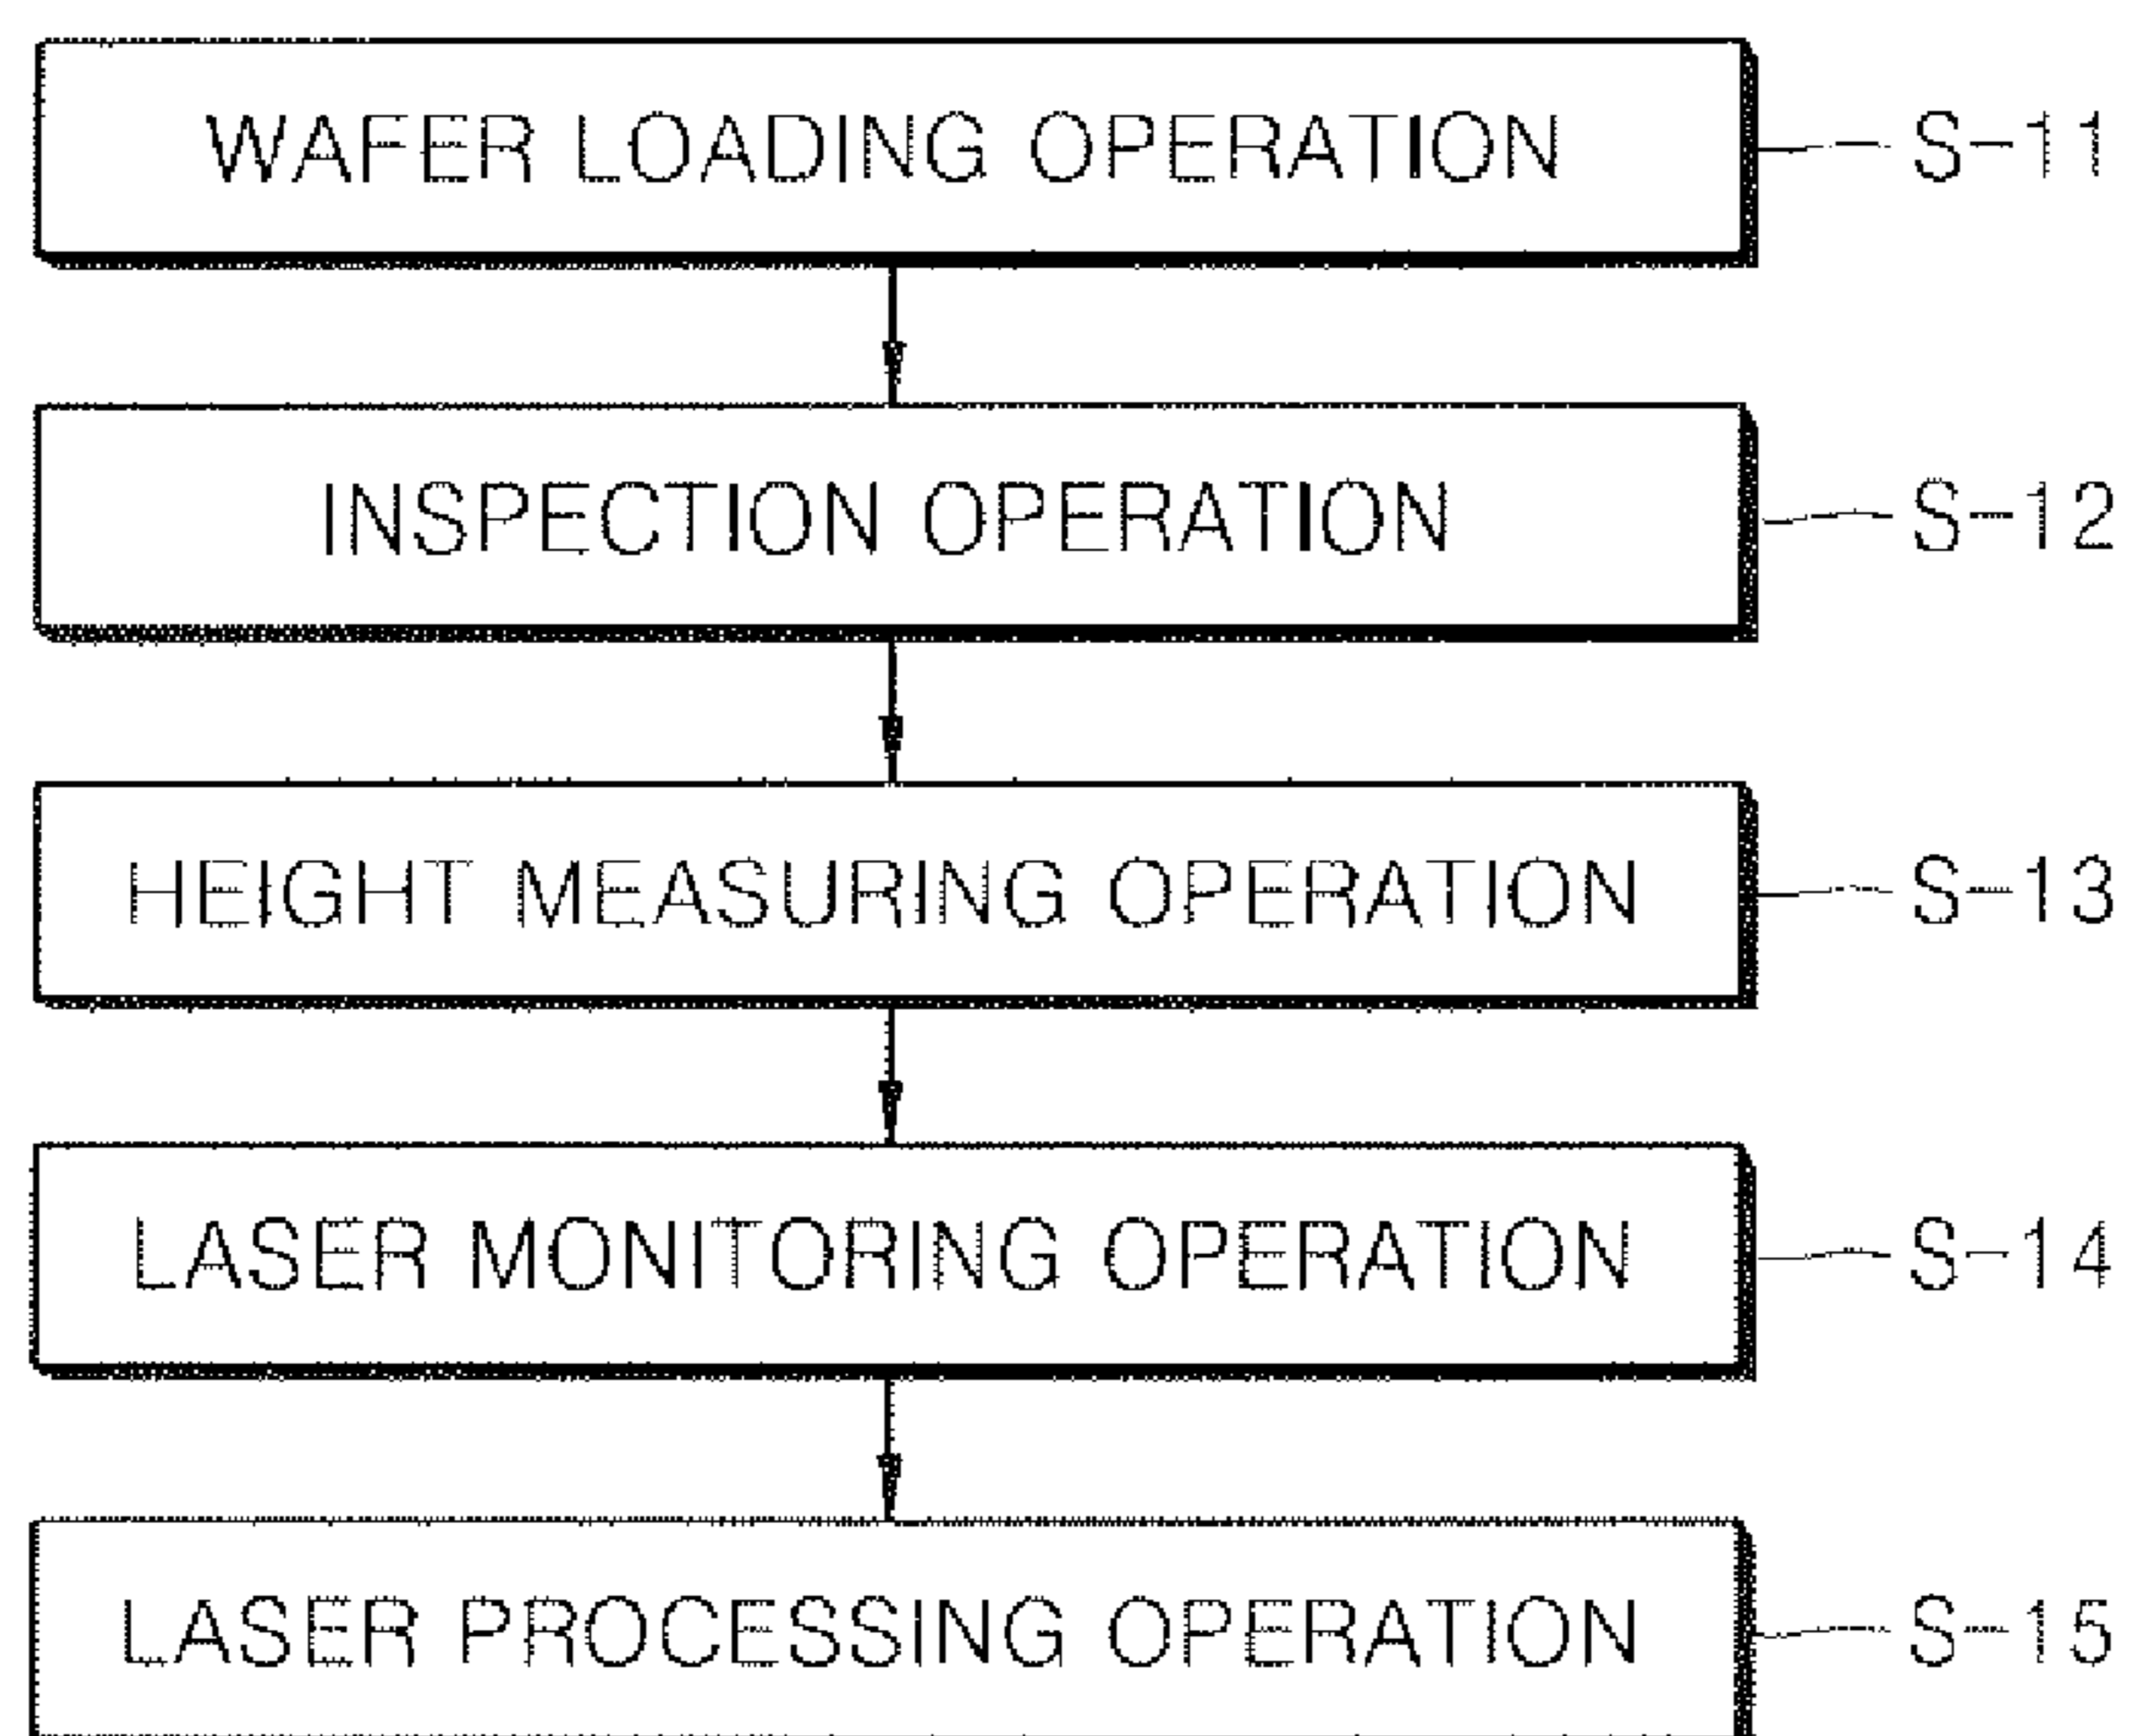 WAFER LOADING OPERATION S-11
INSPECTION OPERATION S-12
HEIGHT MEASURING OPERATION S-13
LASER MONITORING OPERATION S-14
LASER PROCESSING OPERATION S-15